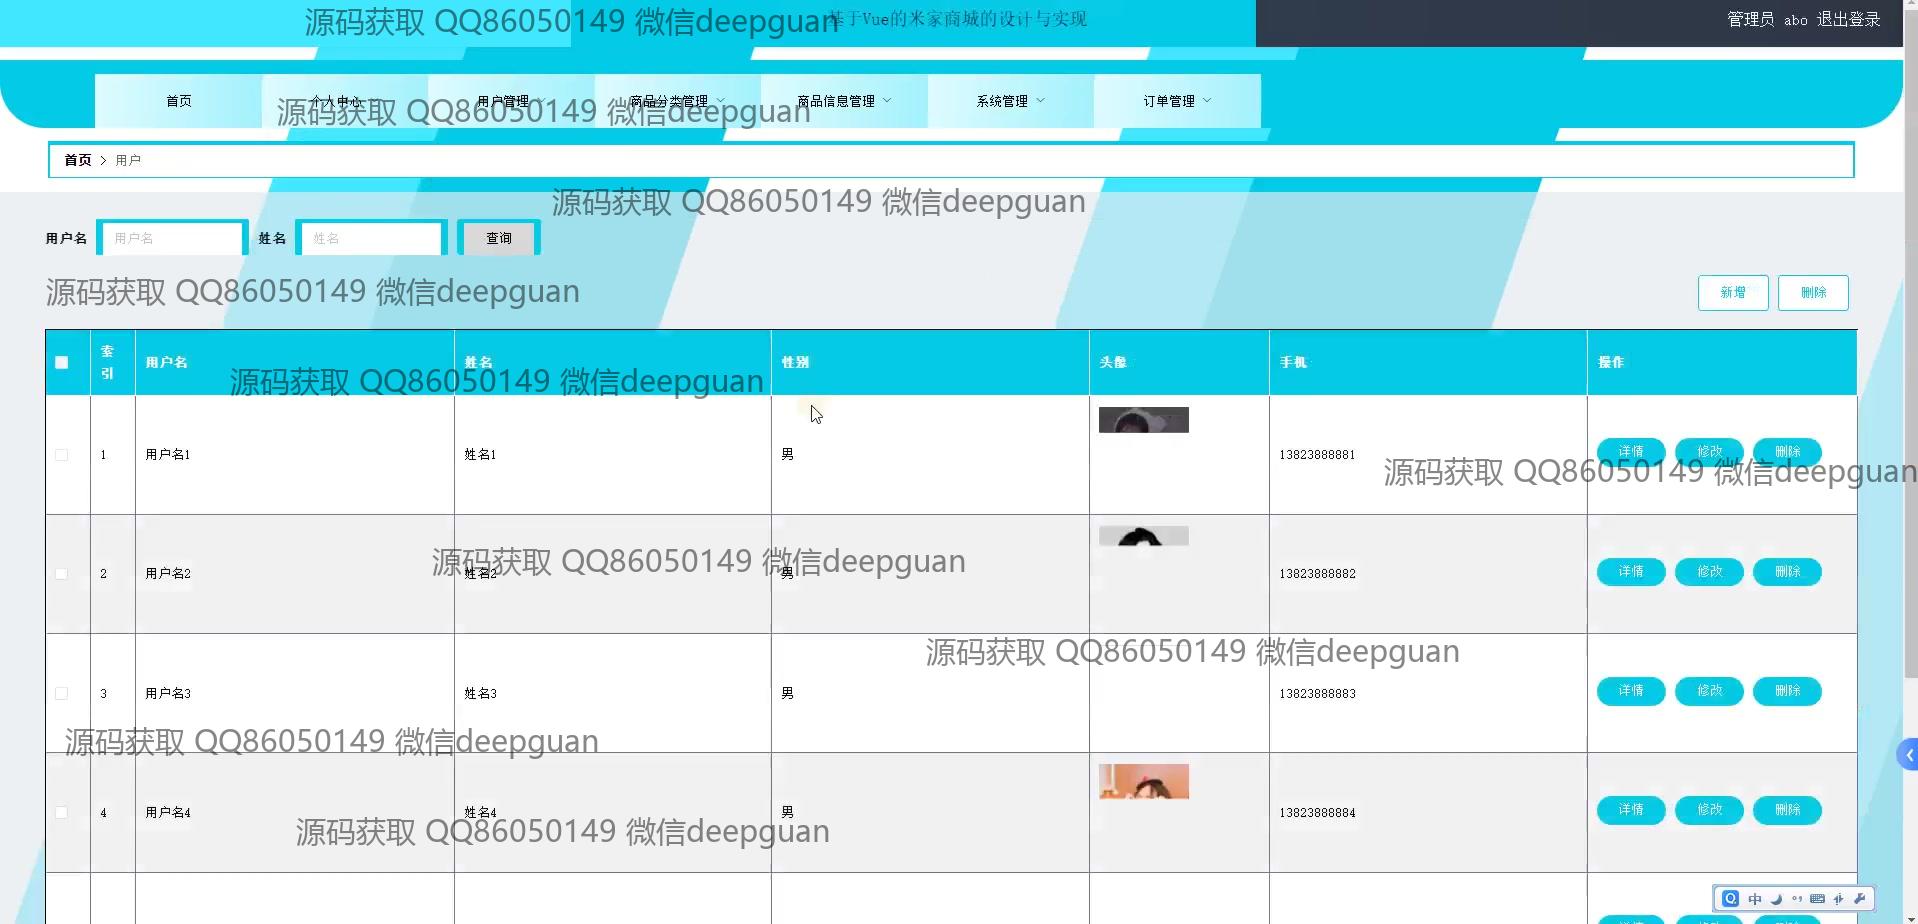 基于Vue的米家商城的设计与实现
管理员 abo 退出登录
源码获取 QQ86050149 微信deepguan
首页 个人中心 用户管理 商品分类管理 商品信息管理 系统管理 订单管理
源码获取 QQ86050149 微信deepguan
首页 > 用户
源码获取 QQ86050149 微信deepguan
用户名 用户名 姓名 姓名 查询
源码获取 QQ86050149 微信deepguan
新增 删除
索引 用户名 姓名 性别 头像 手机 操作
源码获取 QQ86050149 微信deepguan
1 用户名1 姓名1 男 13823888881 详情 修改 删除
源码获取 QQ86050149 微信deepguan
2 用户名2 姓名2 男 13823888882 详情 修改 删除
源码获取 QQ86050149 微信deepguan
源码获取 QQ86050149 微信deepguan
3 用户名3 姓名3 男 13823888883 详情 修改 删除
源码获取 QQ86050149 微信deepguan
4 用户名4 姓名4 男 13823888884 详情 修改 删除
源码获取 QQ86050149 微信deepguan
中